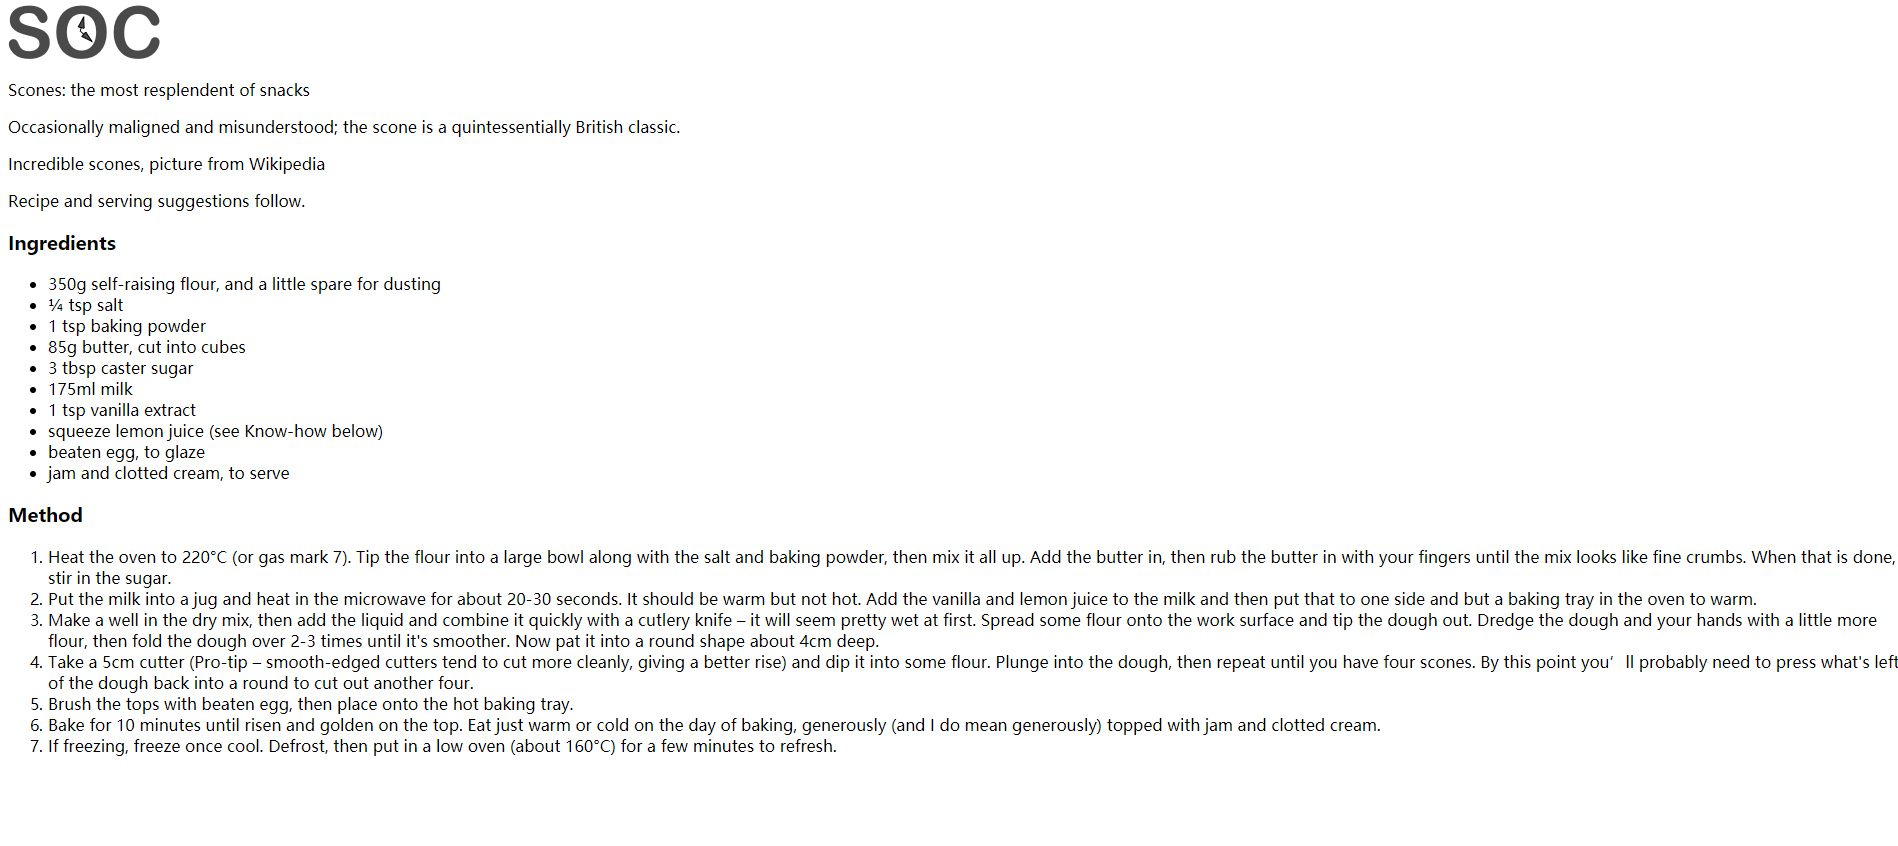 SOC
Scones: the most resplendent of snacks
Occasionally maligned and misunderstood; the scone is a quintessentially British classic.
Incredible scones, picture from Wikipedia
Recipe and serving suggestions follow.
Ingredients
• 350g self-raising flour, and a little spare for dusting
• ¼ tsp salt
• 1 tsp baking powder
• 85g butter, cut into cubes
• 3 tbsp caster sugar
• 175ml milk
• 1 tsp vanilla extract
• squeeze lemon juice (see Know-how below)
• beaten egg, to glaze
• jam and clotted cream, to serve
Method
1. Heat the oven to 220°C (or gas mark 7). Tip the flour into a large bowl along with the salt and baking powder, then mix it all up. Add the butter in, then rub the butter in with your fingers until the mix looks like fine crumbs. When that is done,
stir in the sugar.
2. Put the milk into a jug and heat in the microwave for about 20-30 seconds. It should be warm but not hot. Add the vanilla and lemon juice to the milk and then put that to one side and but a baking tray in the oven to warm.
3. Make a well in the dry mix, then add the liquid and combine it quickly with a cutlery knife – it will seem pretty wet at first. Spread some flour onto the work surface and tip the dough out. Dredge the dough and your hands with a little more
flour, then fold the dough over 2-3 times until it's smoother. Now pat it into a round shape about 4cm deep.
4. Take a 5cm cutter (Pro-tip – smooth-edged cutters tend to cut more cleanly, giving a better rise) and dip it into some flour. Plunge into the dough, then repeat until you have four scones. By this point you’ll probably need to press what's left
of the dough back into a round to cut out another four.
5. Brush the tops with beaten egg, then place onto the hot baking tray.
6. Bake for 10 minutes until risen and golden on the top. Eat just warm or cold on the day of baking, generously (and I do mean generously) topped with jam and clotted cream.
7. If freezing, freeze once cool. Defrost, then put in a low oven (about 160°C) for a few minutes to refresh.